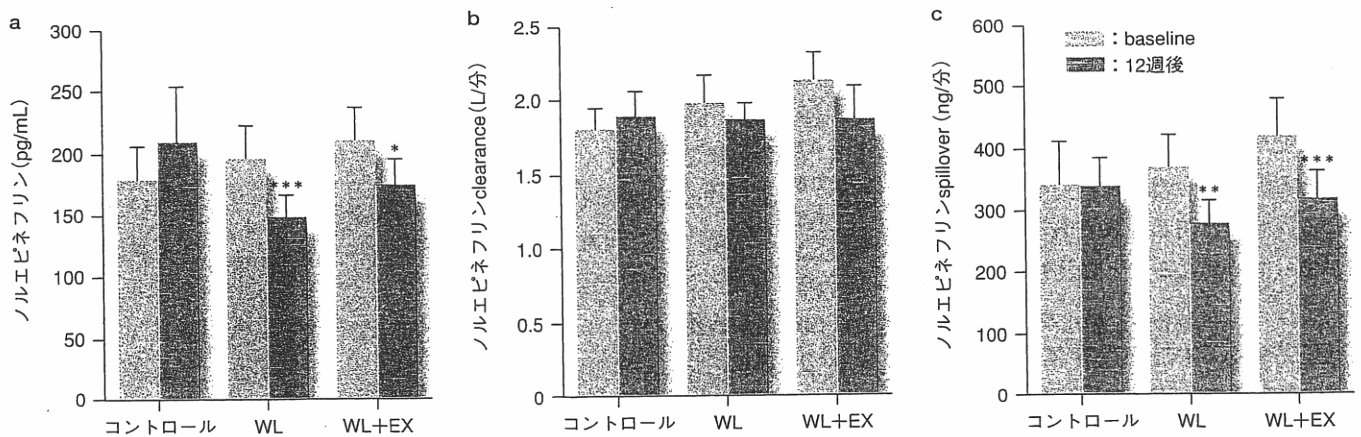 a
ノルエピネフリン(pg/mL)
300
250
200
150
100
50
0
***
*
コントロール
WL
WL+EX
b
ノルエピネフリンclearance(L/分)
2.5
2.0
1.5
1.0
0.5
0
コントロール
WL
WL+EX
c
ノルエピネフリンspillover (ng/分)
600
500
400
300
200
100
0
:baseline
:12週後
**
***
コントロール
WL
WL+EX